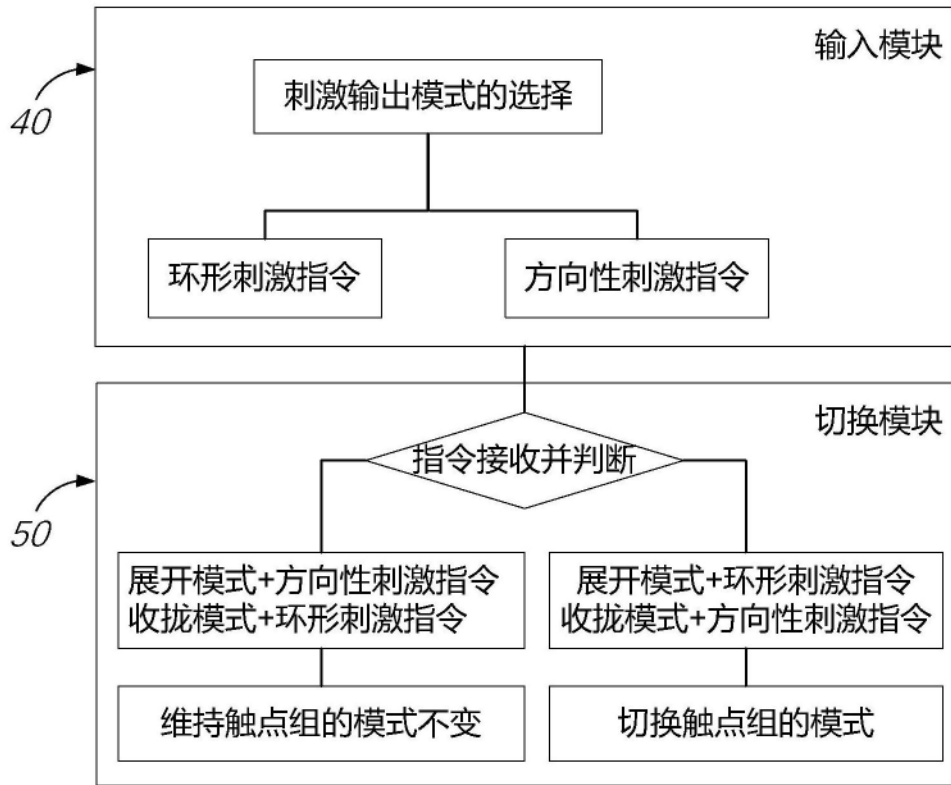 输入模块
40
刺激输出模式的选择
环形刺激指令
方向性刺激指令
切换模块
50
指令接收并判断
展开模式+方向性刺激指令
收拢模式+环形刺激指令
展开模式+环形刺激指令
收拢模式+方向性刺激指令
维持触点组的模式不变
切换触点组的模式